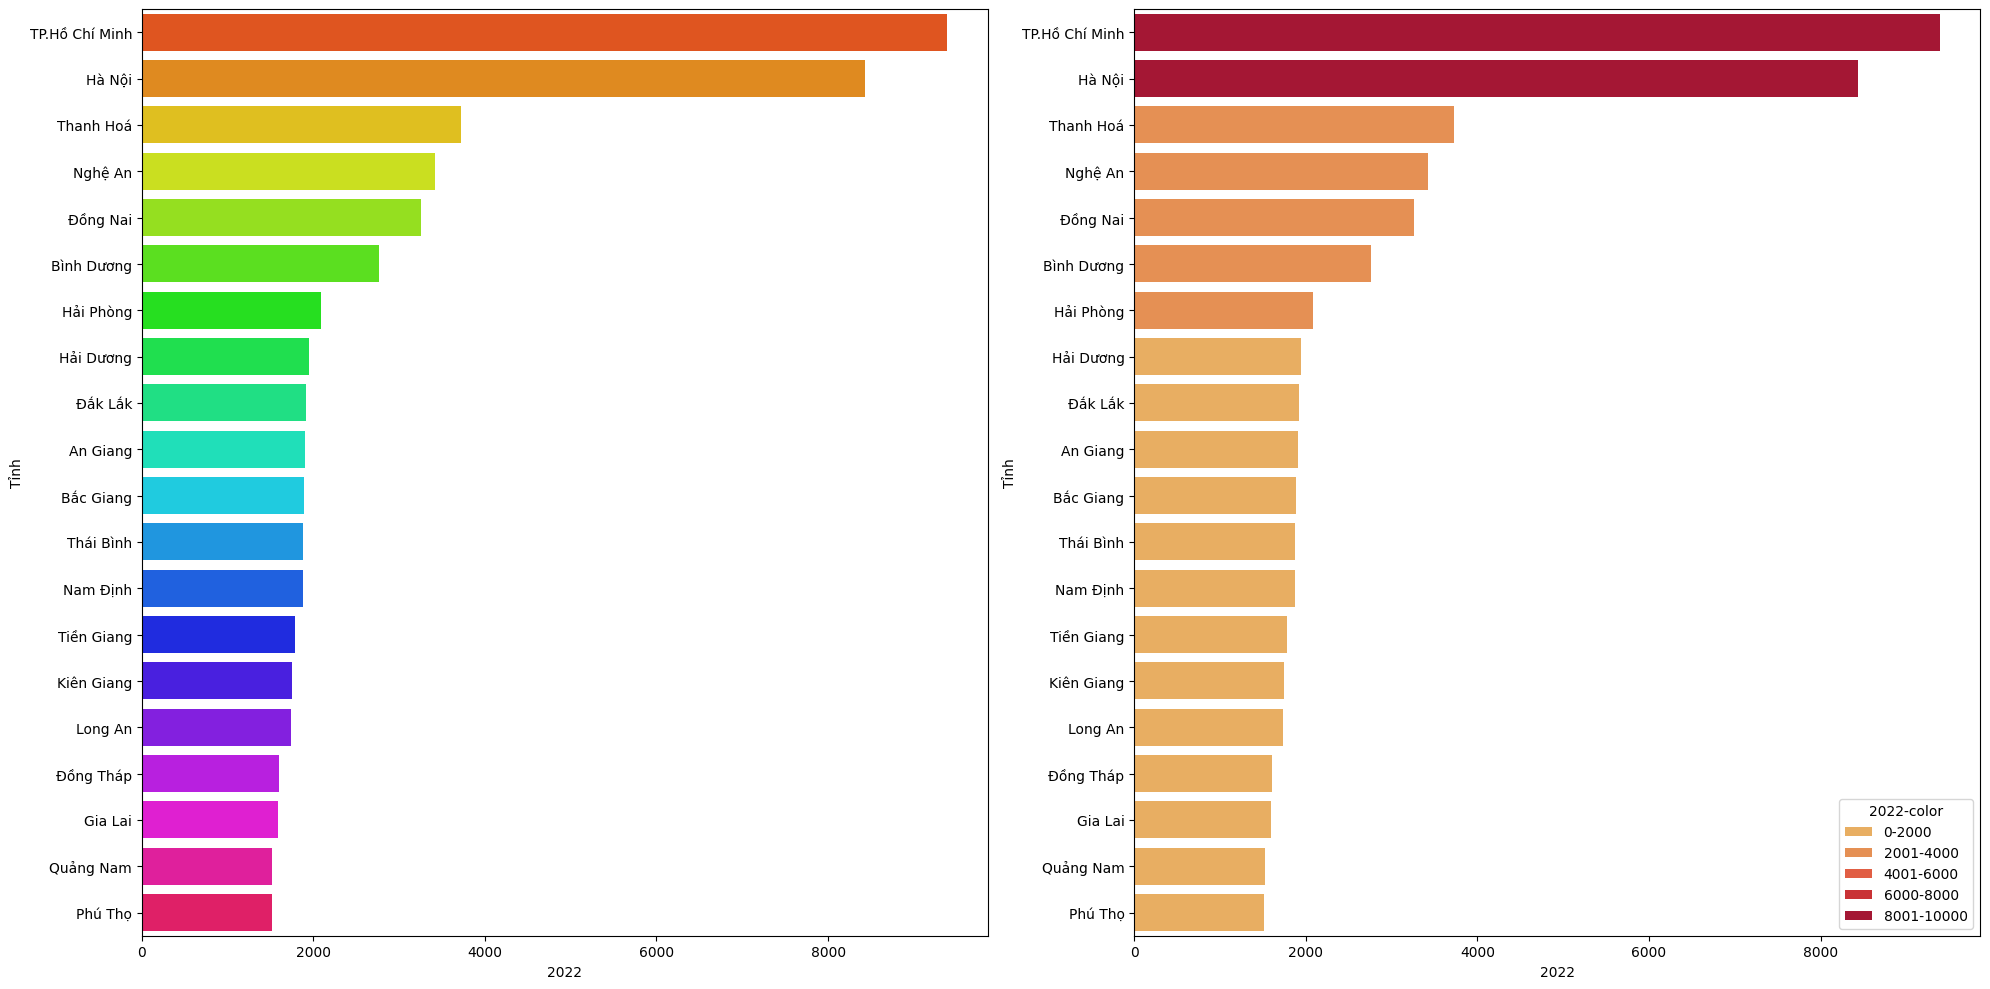 TP.Hồ Chí Minh
Hà Nội
Thanh Hoá
Nghệ An
Đồng Nai
Bình Dương
Hải Phòng
Hải Dương
Đắk Lắk
An Giang
Bắc Giang
Thái Bình
Nam Định
Tiền Giang
Kiên Giang
Long An
Đồng Tháp
Gia Lai
Quảng Nam
Phú Thọ
Tỉnh
0 2000 4000 6000 8000
2022
TP.Hồ Chí Minh
Hà Nội
Thanh Hoá
Nghệ An
Đồng Nai
Bình Dương
Hải Phòng
Hải Dương
Đắk Lắk
An Giang
Bắc Giang
Thái Bình
Nam Định
Tiền Giang
Kiên Giang
Long An
Đồng Tháp
Gia Lai
Quảng Nam
Phú Thọ
Tỉnh
0 2000 4000 6000 8000
2022
2022-color
0-2000
2001-4000
4001-6000
6000-8000
8001-10000